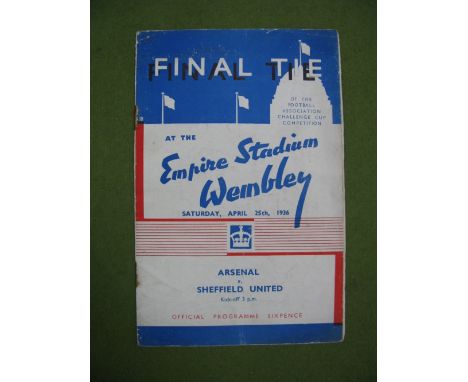 FINAL TIE
OF THE
FOOTBALL
ASSOCIATION
CHALLENGE CUP
COMPETITION
AT THE
Empire Stadium
Wembley
SATURDAY, APRIL 25th, 1936
ARSENAL
v.
SHEFFIELD UNITED
Kick-off 3 p.m.
OFFICIAL PROGRAMME SIXPENCE